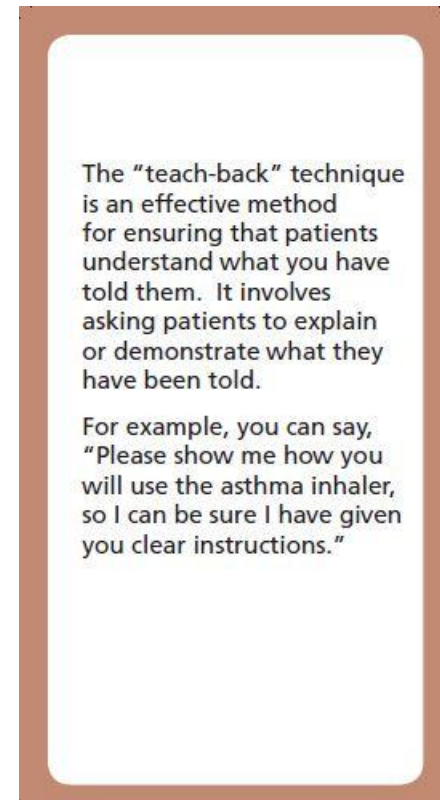 The “teach-back” technique
is an effective method
for ensuring that patients
understand what you have
told them.  It involves
asking patients to explain
or demonstrate what they
have been told.
For example, you can say,
“Please show me how you
will use the asthma inhaler,
so I can be sure I have given
you clear instructions.”